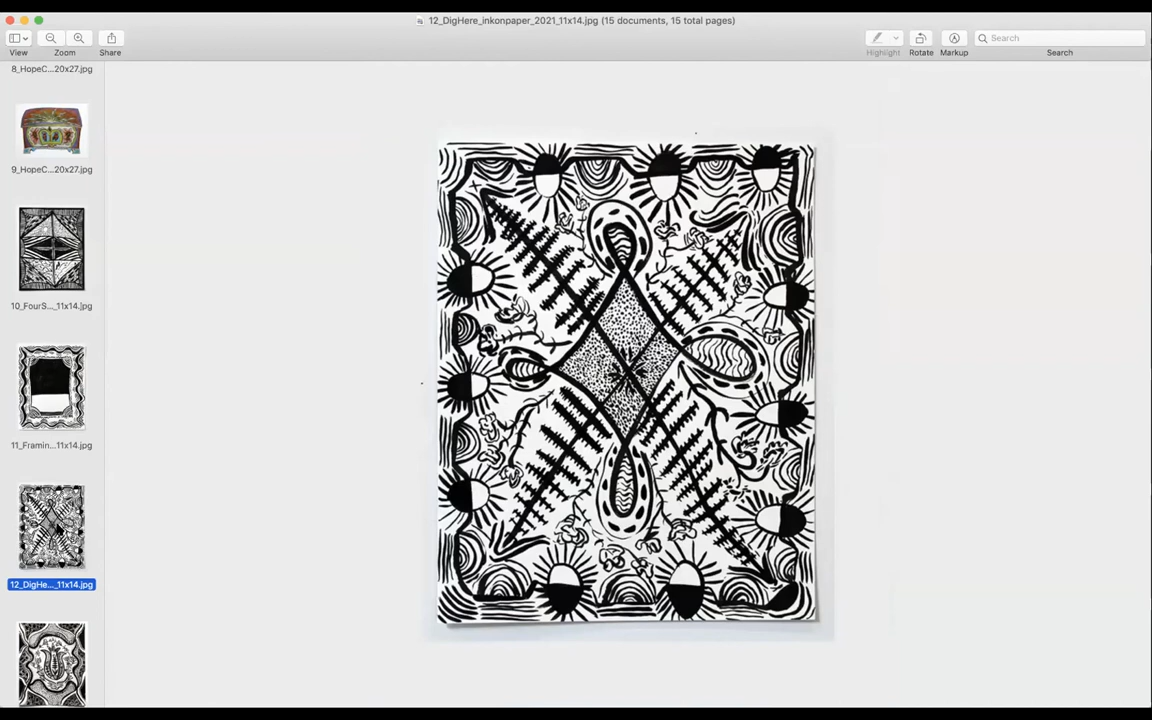 12_DigHere_inkonpaper_2021_11x14.jpg (15 documents, 15 total pages)
View
Zoom
Share
Highlight
Rotate
Markup
Search
Search
8_HopeC...20x27.jpg
9_HopeC...20x27.jpg
10_FourS..._11x14.jpg
11_Framin...11x14.jpg
12_DigHe..._11x14.jpg